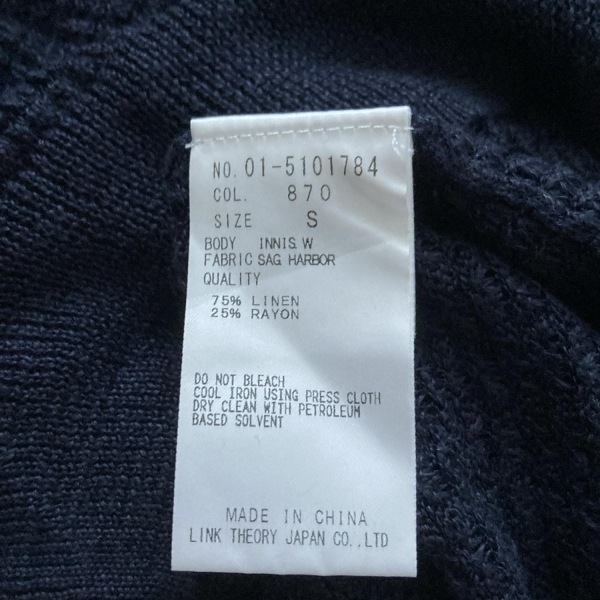 NO. 01-5101784
COL. 870
SIZE S
BODY INNIS. W
FABRIC SAG HARBOR
QUALITY
75% LINEN
25% RAYON
DO NOT BLEACH
COOL IRON USING PRESS CLOTH
DRY CLEAN WITH PETROLEUM
BASED SOLVENT
MADE IN CHINA
LINK THEORY JAPAN CO.,LTD